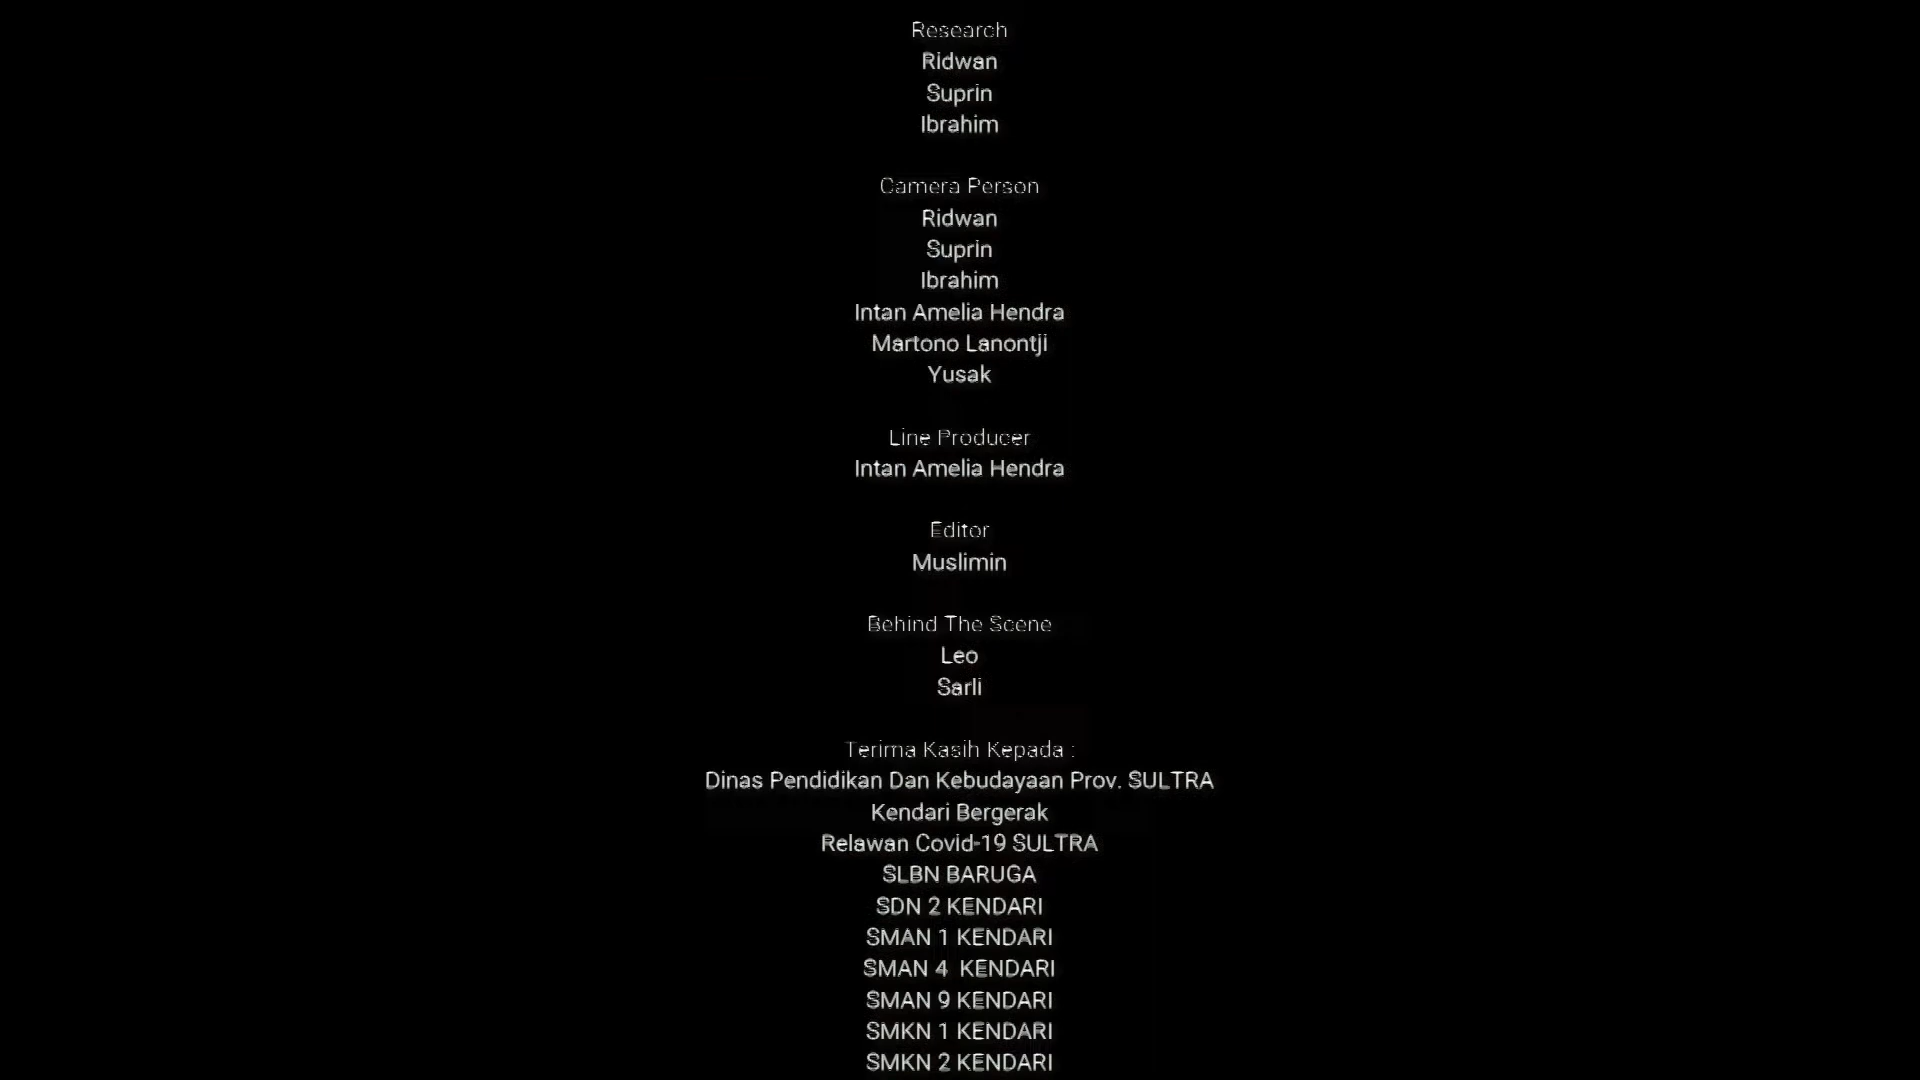 Research
Ridwan
Suprin
Ibrahim
Camera Person
Ridwan
Suprin
Ibrahim
Intan Amelia Hendra
Martono Lanontji
Yusak
Line Producer
Intan Amelia Hendra
Editor
Muslimin
Behind The Scene
Leo
Sarli
Terima Kasih Kepada :
Dinas Pendidikan Dan Kebudayaan Prov. SULTRA
Kendari Bergerak
Relawan Covid-19 SULTRA
SLBN BARUGA
SDN 2 KENDARI
SMAN 1 KENDARI
SMAN 4  KENDARI
SMAN 9 KENDARI
SMKN 1 KENDARI
SMKN 2 KENDARI